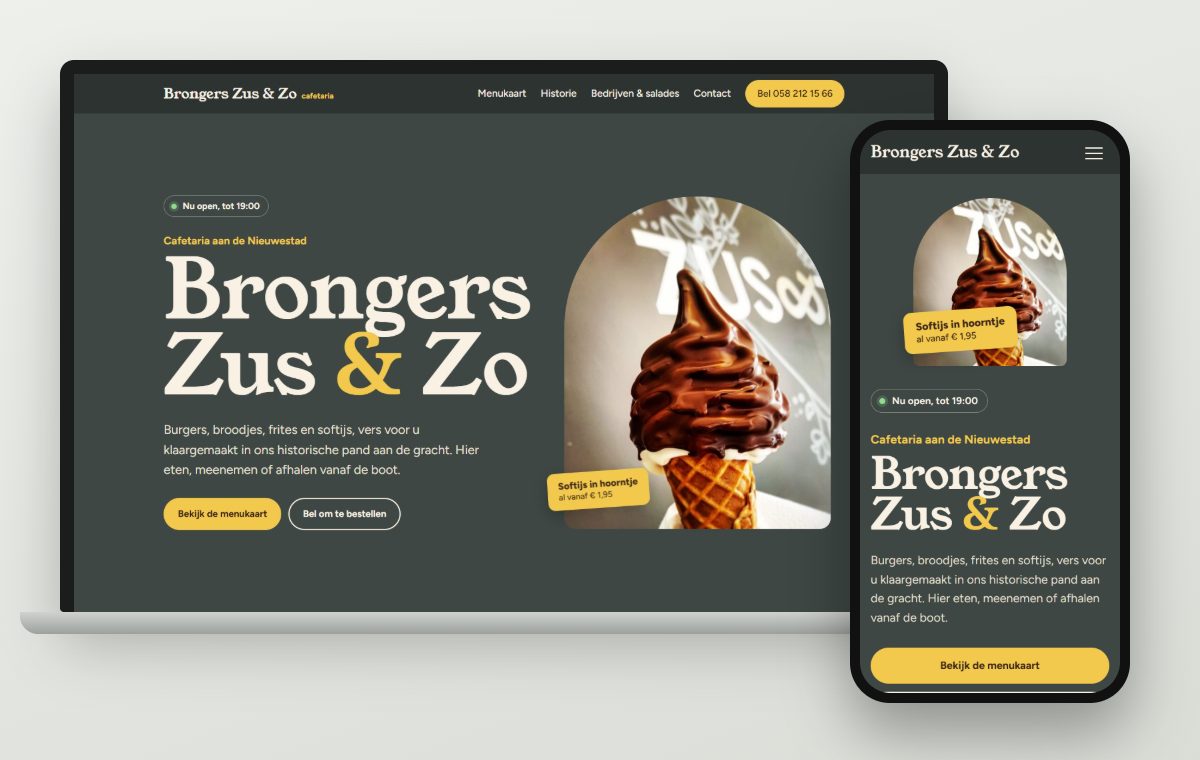 Brongers Zus & Zo cafetaria
Menukaart Historie Bedrijven & salades Contact Bel 058 212 15 66
Nu open, tot 19:00
Cafetaria aan de Nieuwestad
Brongers
Zus & Zo
Burgers, broodjes, frites en softijs, vers voor u
klaargemaakt in ons historische pand aan de gracht. Hier
eten, meenemen of afhalen vanaf de boot.
Bekijk de menukaart Bel om te bestellen
ZUS
Softijs in hoorntje
al vanaf € 1,95
Brongers Zus & Zo
ZUS
Softijs in hoorntje
al vanaf € 1,95
Nu open, tot 19:00
Cafetaria aan de Nieuwestad
Brongers
Zus & Zo
Burgers, broodjes, frites en softijs, vers voor
u klaargemaakt in ons historische pand aan
de gracht. Hier eten, meenemen of afhalen
vanaf de boot.
Bekijk de menukaart